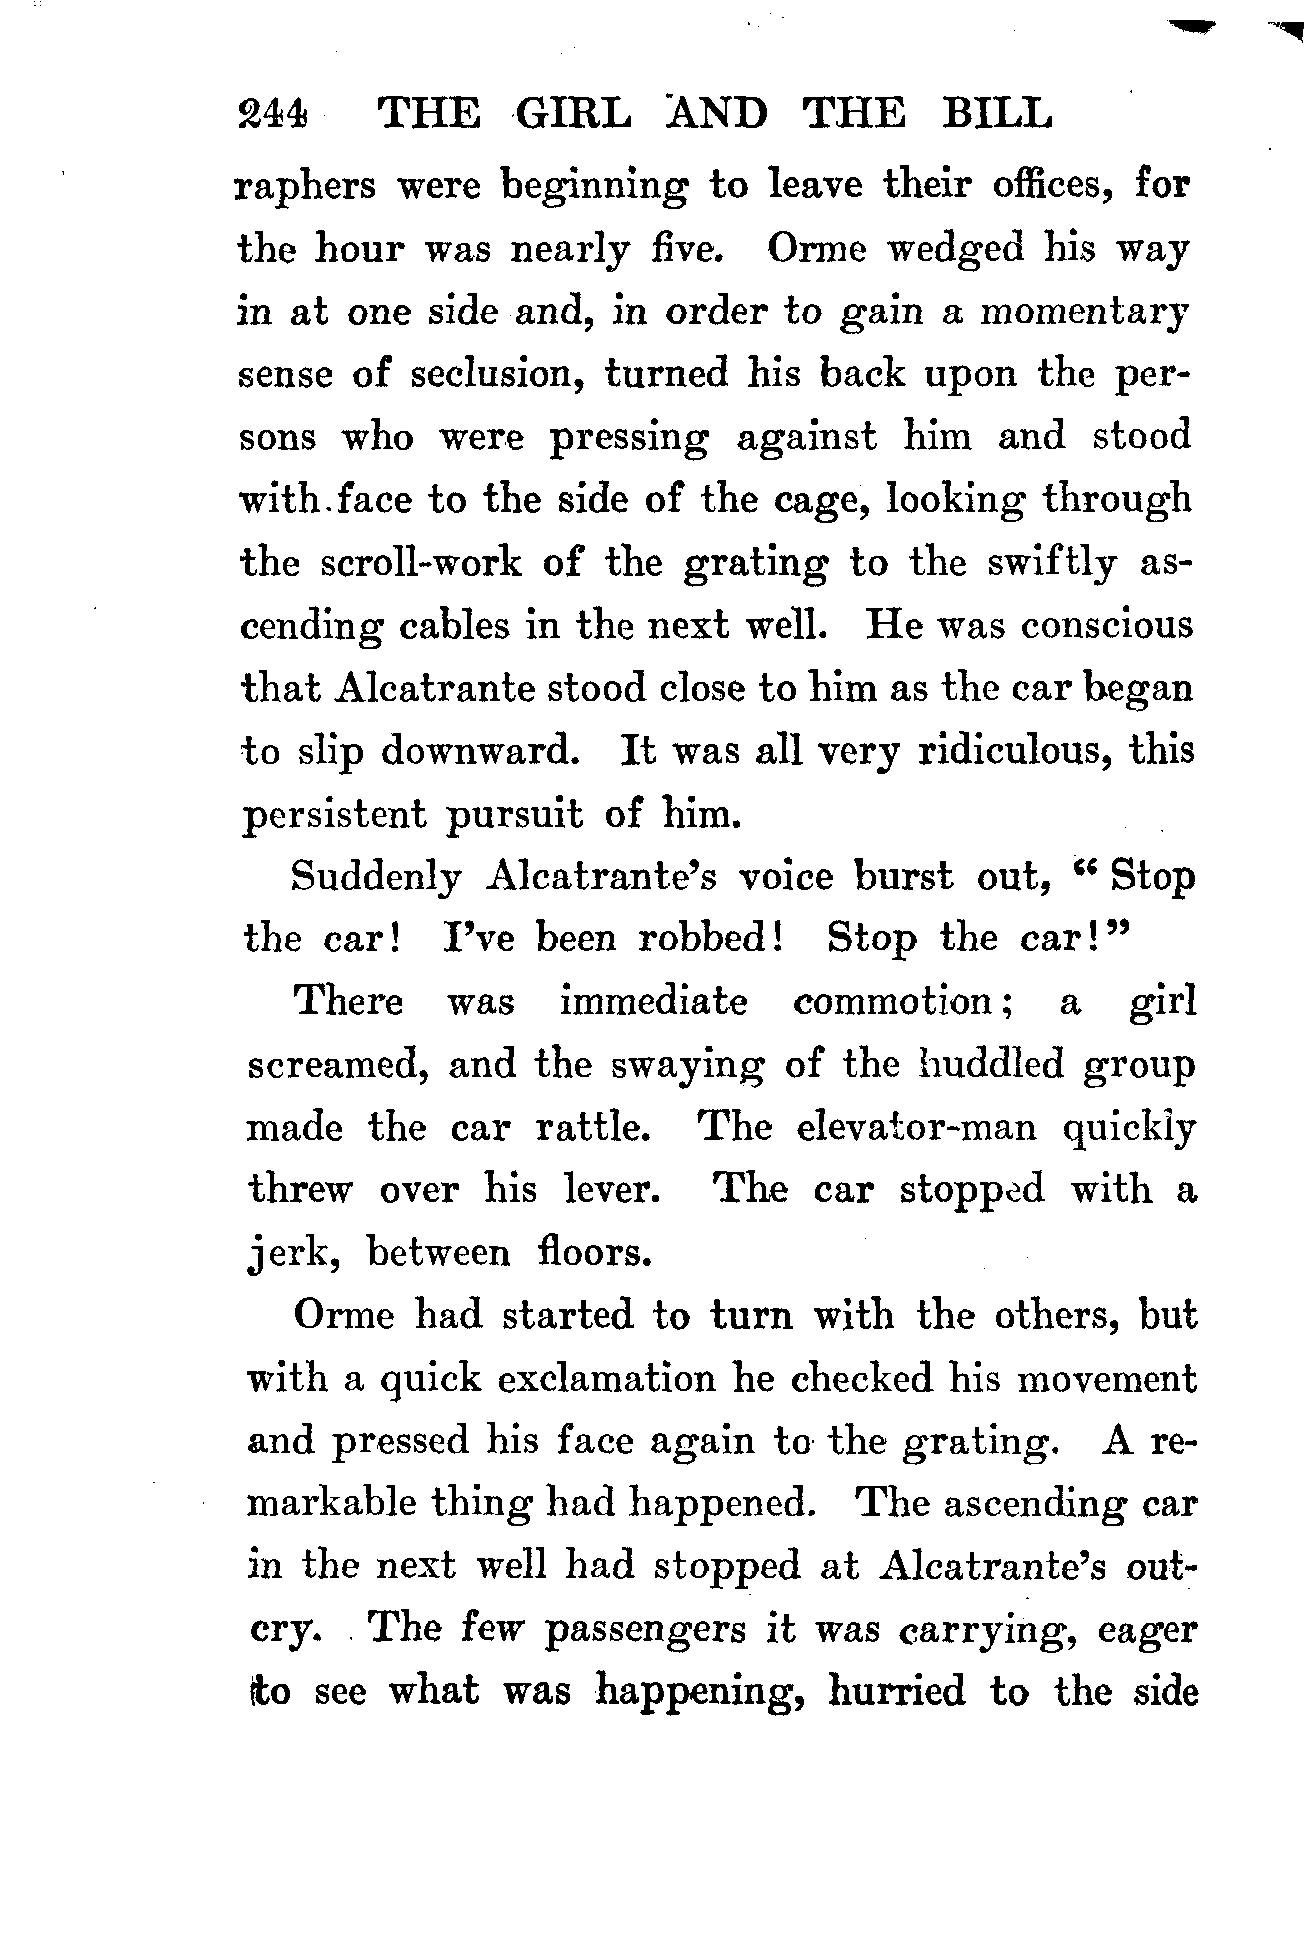 244 THE GIRL AND THE BILL
raphers were beginning to leave their offices, for
the hour was nearly five. Orme wedged his way
in at one side and, in order to gain a momentary
sense of seclusion, turned his back upon the per-
sons who were pressing against him and stood
with face to the side of the cage, looking through
the scroll-work of the grating to the swiftly as-
cending cables in the next well. He was conscious
that Alcatrante stood close to him as the car began
to slip downward. It was all very ridiculous, this
persistent pursuit of him.
Suddenly Alcatrante's voice burst out, “Stop
the car! I've been robbed! Stop the car!”
There was immediate commotion; a girl
screamed, and the swaying of the huddled group
made the car rattle. The elevator-man quickly
threw over his lever. The car stopped with a
jerk, between floors.
Orme had started to turn with the others, but
with a quick exclamation he checked his movement
and pressed his face again to the grating. A re-
markable thing had happened. The ascending car
in the next well had stopped at Alcatrante's out-
cry. The few passengers it was carrying, eager
to see what was happening, hurried to the side